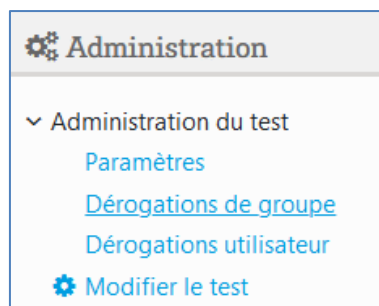 Administration
Administration du test
Paramètres
Dérogations de groupe
Dérogations utilisateur
Modifier le test